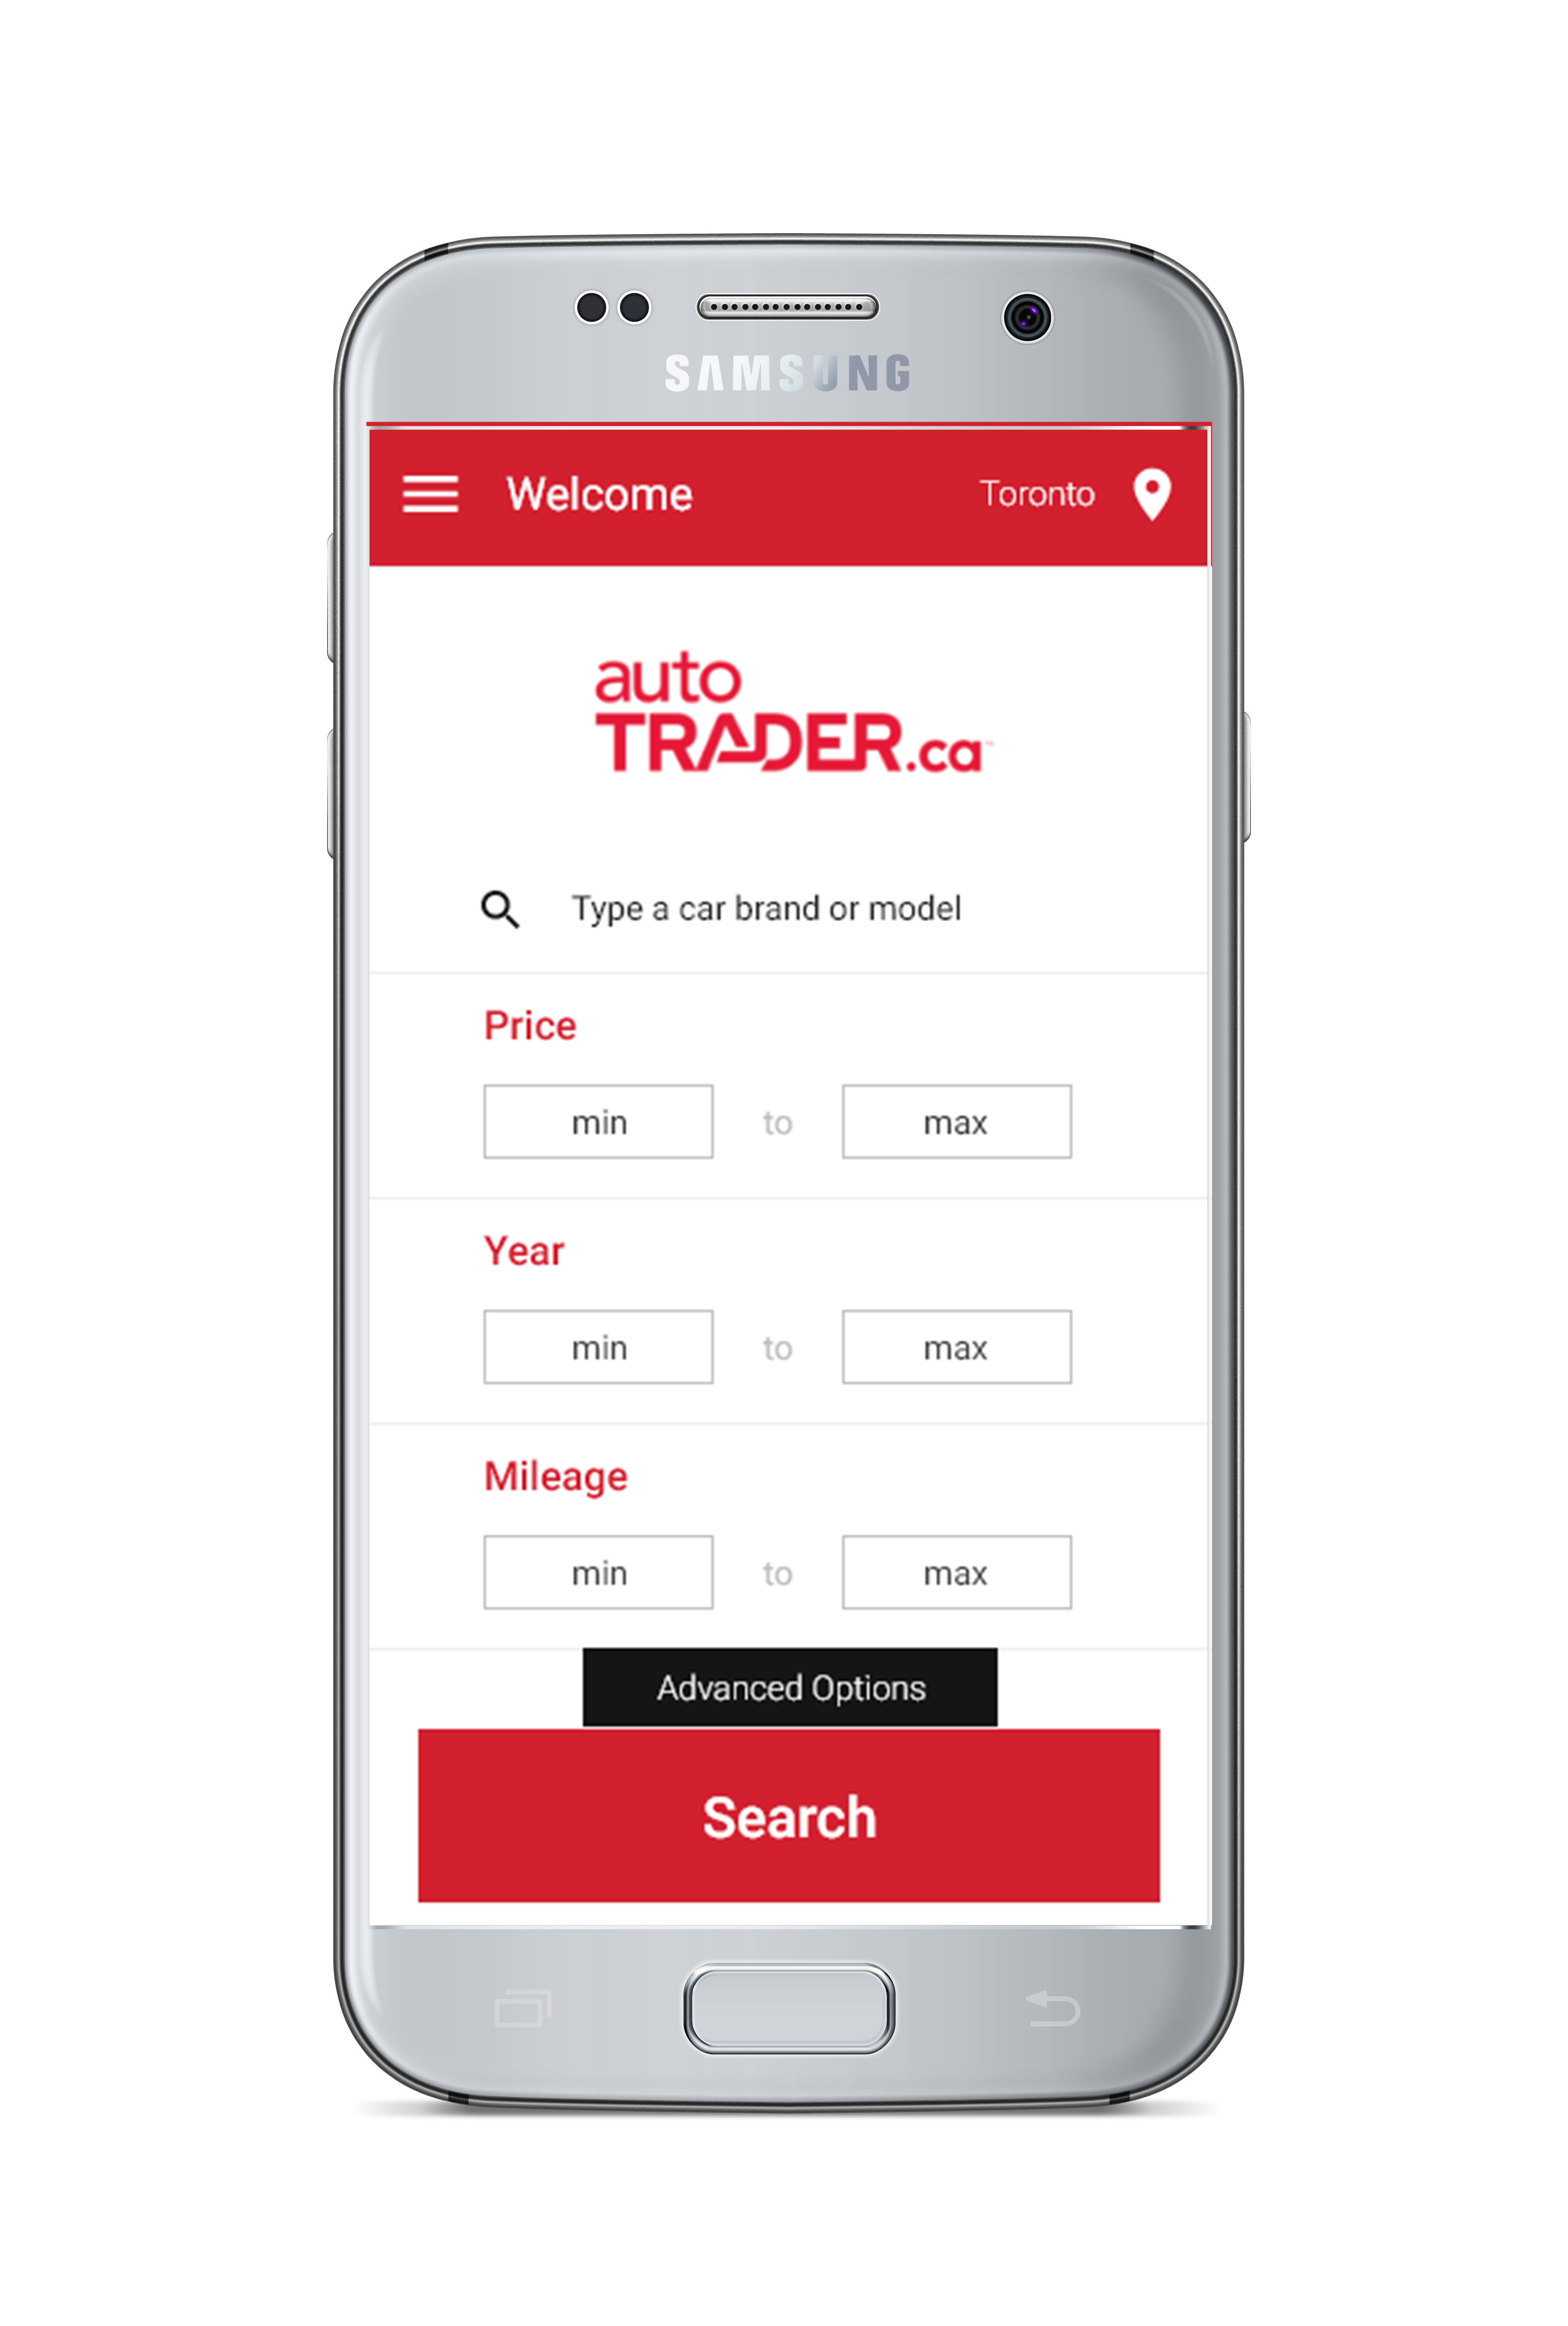 SAMSUNG
Welcome Toronto
auto
TRADER.ca™
Type a car brand or model
Price
min to max
Year
min to max
Mileage
min to max
Advanced Options
Search